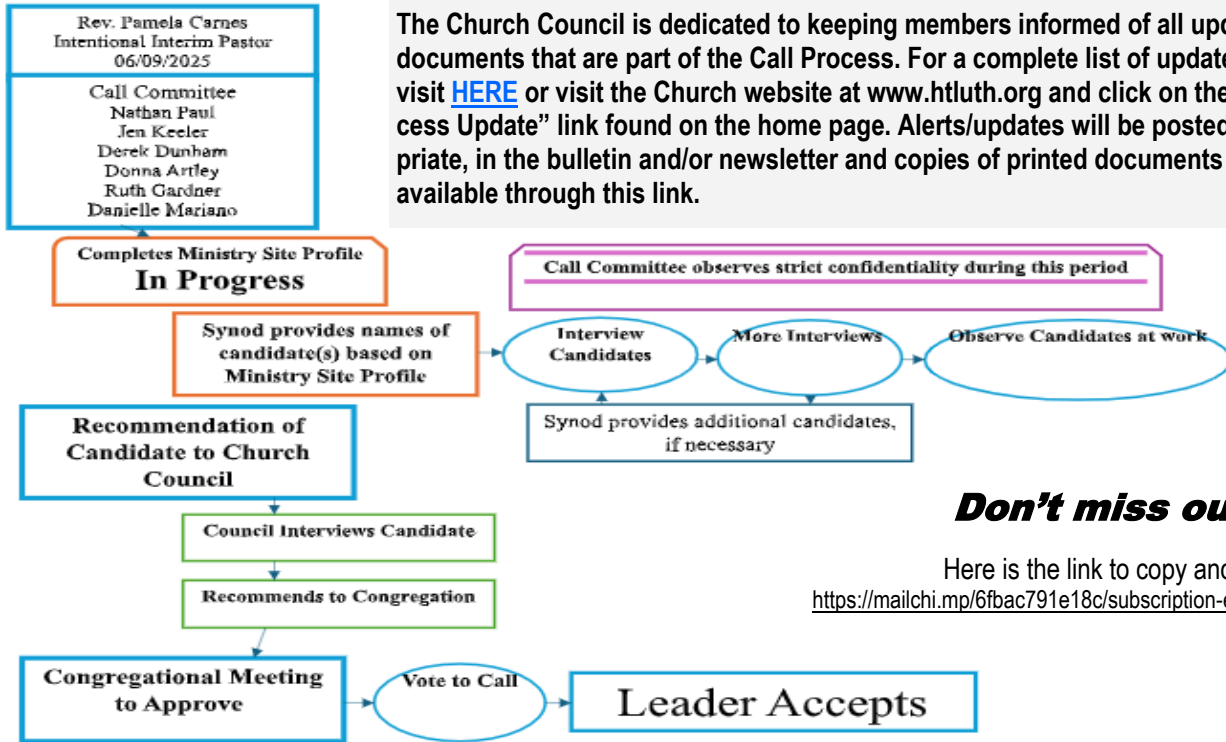 Rev. Pamela Carnes
Intentional Interim Pastor
06/09/2025
Call Committee
Nathan Paul
Jen Keeler
Derek Dunham
Donna Artley
Ruth Gardner
Danielle Mariano
The Church Council is dedicated to keeping members informed of all upd
documents that are part of the Call Process. For a complete list of update
visit HERE or visit the Church website at www.htluth.org and click on the
cess Update” link found on the home page. Alerts/updates will be posted
priate, in the bulletin and/or newsletter and copies of printed documents
available through this link.
Completes Ministry Site Profile
In Progress
Call Committee observes strict confidentiality during this period
Synod provides names of
candidate(s) based on
Ministry Site Profile
Interview
Candidates
More Interviews
Observe Candidates at work
Synod provides additional candidates,
if necessary
Recommendation of
Candidate to Church
Council
Council Interviews Candidate
Recommends to Congregation
Don’t miss ou
Here is the link to copy and
https://mailchi.mp/6fbac791e18c/subscription-e
Congregational Meeting
to Approve
Vote to Call
Leader Accepts